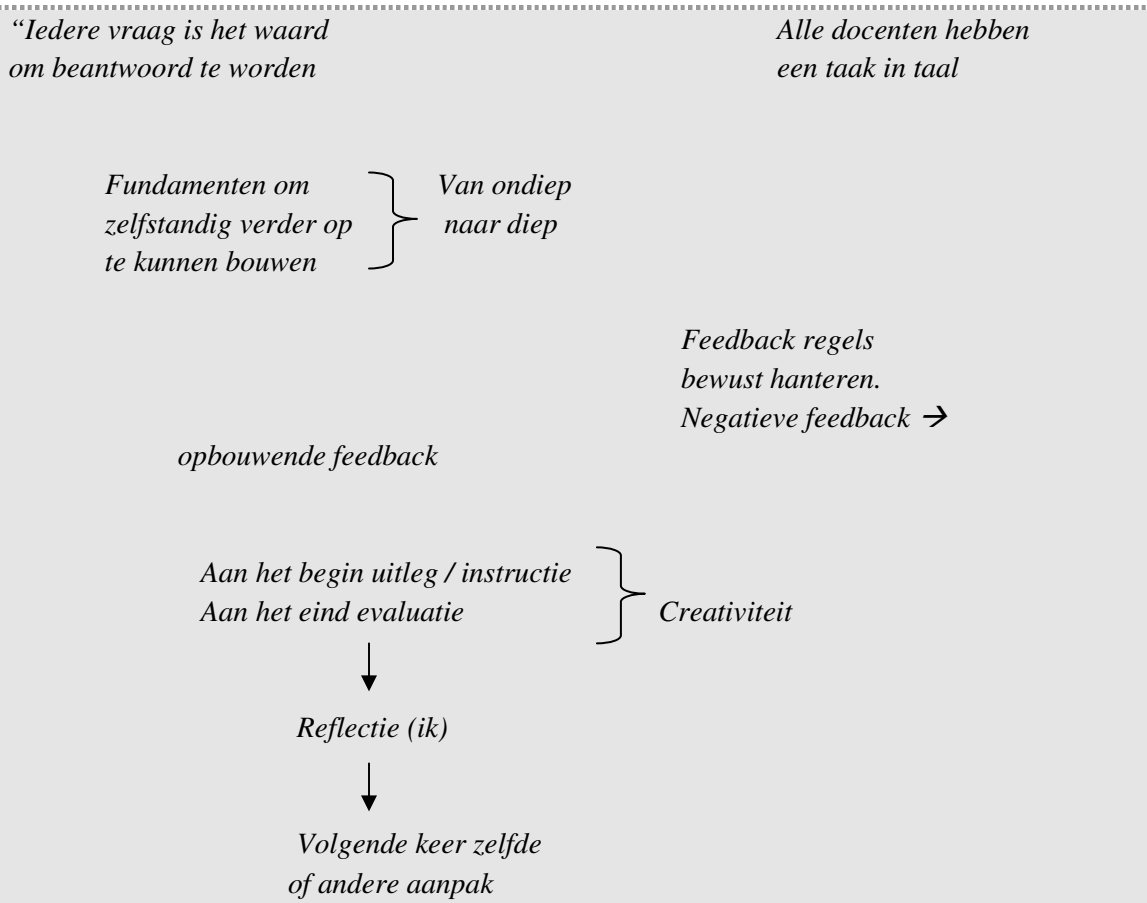 “Iedere vraag is het waard
om beantwoord te worden
Alle docenten hebben
een taak in taal
Fundamenten om
zelfstandig verder op
te kunnen bouwen
Van ondiep
naar diep
Feedback regels
bewust hanteren.
Negatieve feedback →
opbouwende feedback
Aan het begin uitleg / instructie
Aan het eind evaluatie
Creativiteit
Reflectie (ik)
Volgende keer zelfde
of andere aanpak